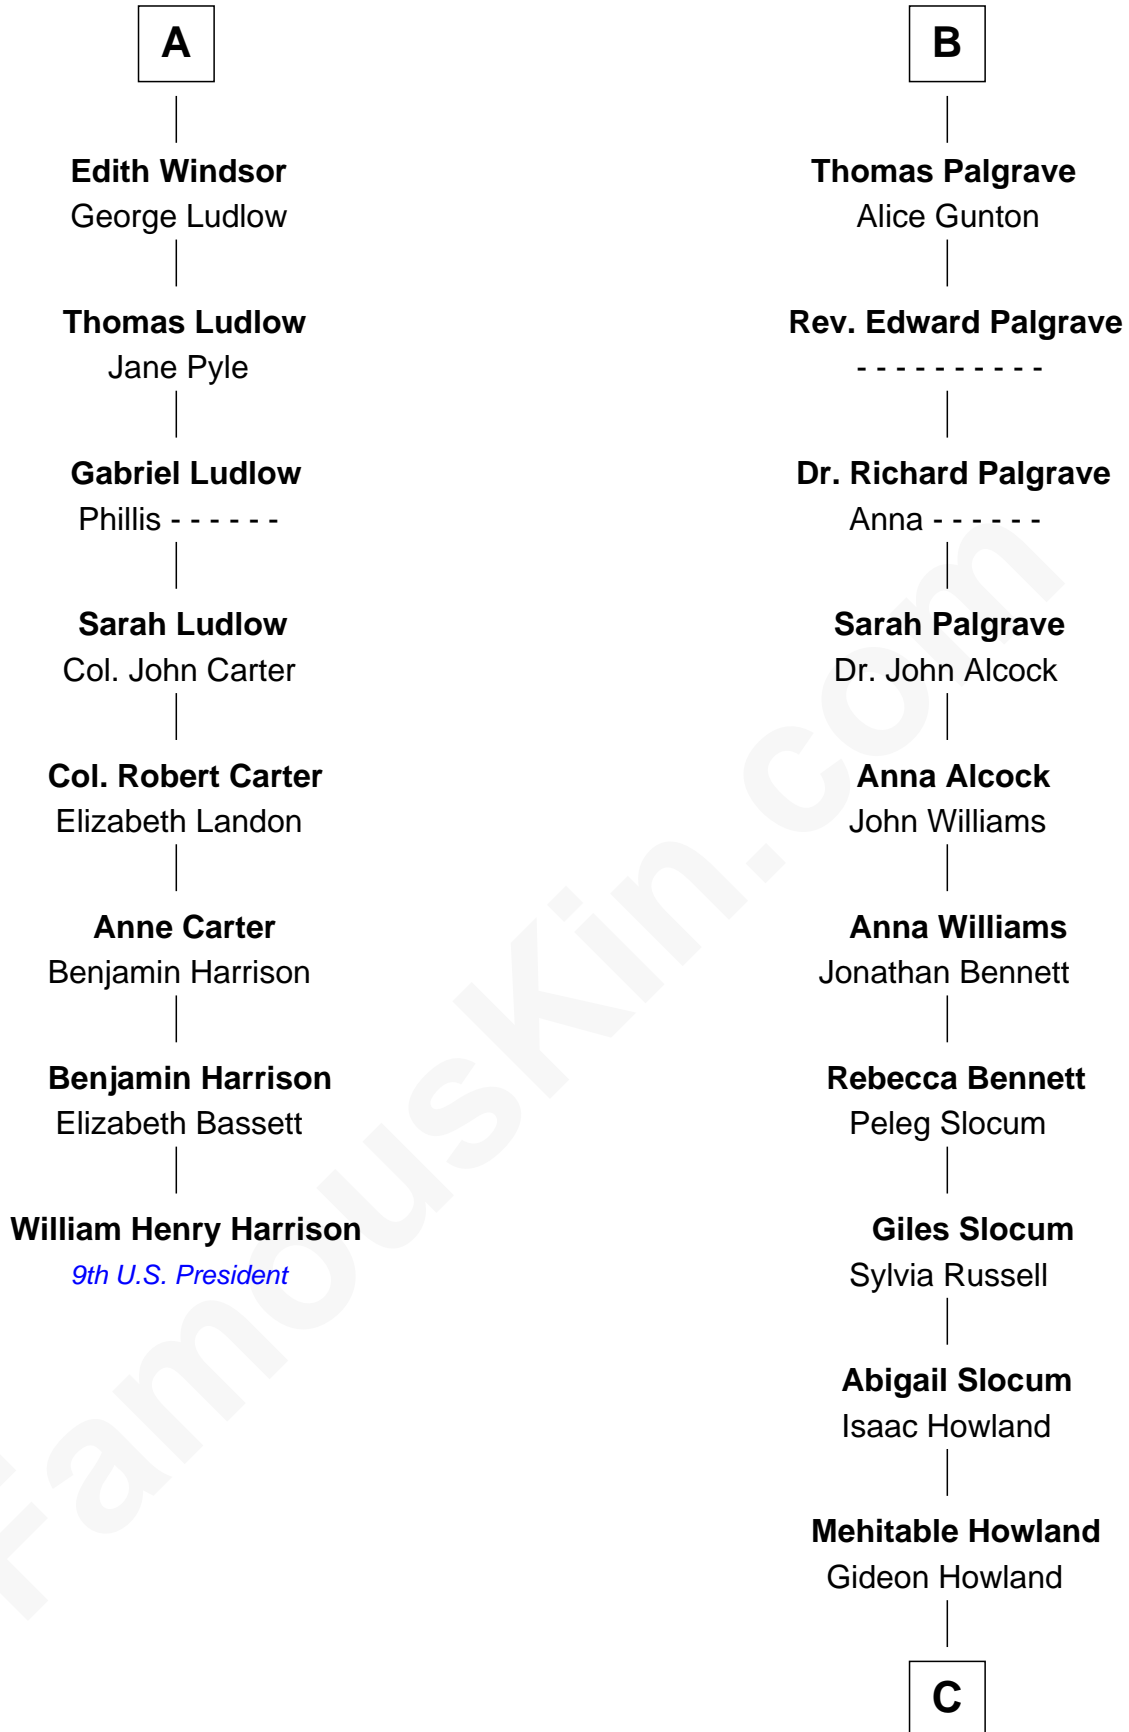 A
Edith Windsor
George Ludlow
Thomas Ludlow
Jane Pyle
Gabriel Ludlow
Phillis - - - - - -
Sarah Ludlow
Col. John Carter
Col. Robert Carter
Elizabeth Landon
Anne Carter
Benjamin Harrison
Benjamin Harrison
Elizabeth Bassett
William Henry Harrison
9th U.S. President
B
Thomas Palgrave
Alice Gunton
Rev. Edward Palgrave
- - - - - - - - - -
Dr. Richard Palgrave
Anna - - - - - -
Sarah Palgrave
Dr. John Alcock
Anna Alcock
John Williams
Anna Williams
Jonathan Bennett
Rebecca Bennett
Peleg Slocum
Giles Slocum
Sylvia Russell
Abigail Slocum
Isaac Howland
Mehitable Howland
Gideon Howland
C
FamousKin.com